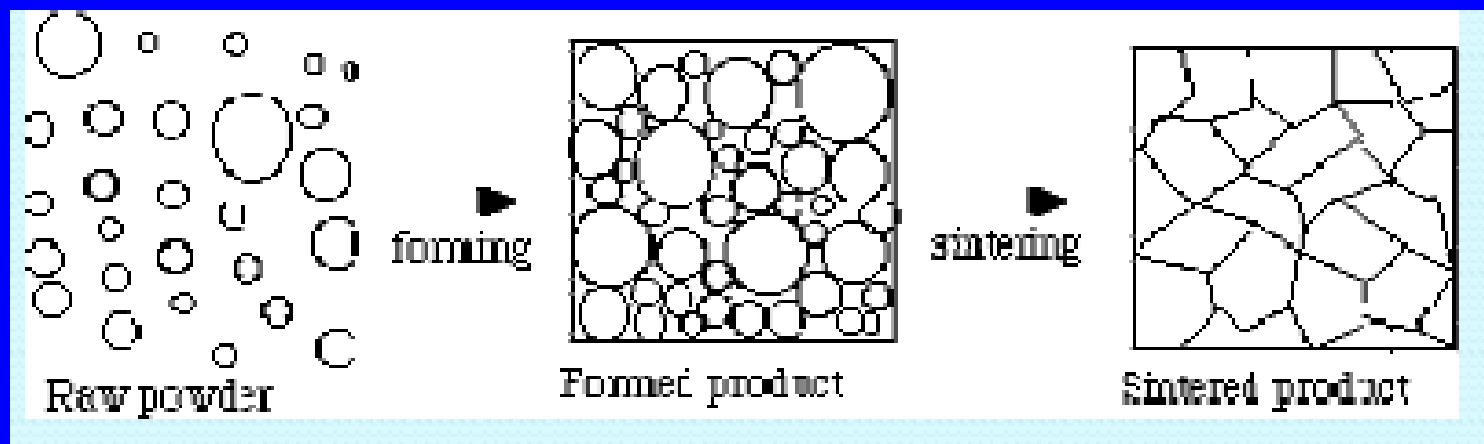 forming
sintering
Raw powder
Formed product
Sintered product